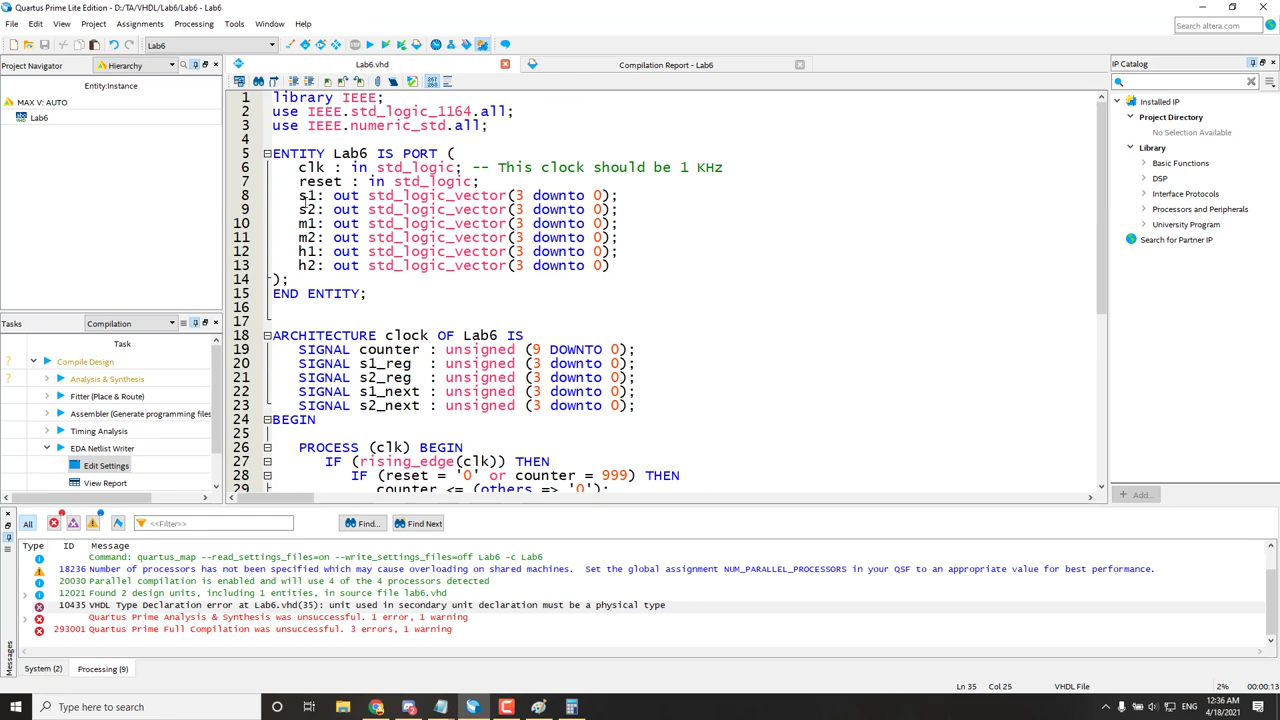 Quartus Prime Lite Edition - D:/TA/VHDL/Lab6/Lab6 - Lab6
File Edit View Project Assignments Processing Tools Window Help
Search altera.com
Lab6
Project Navigator Hierarchy
Lab6.vhd
Compilation Report - Lab6
IP Catalog
Entity:Instance
MAX V: AUTO
Lab6
Installed IP
Project Directory
No Selection Available
Library
Basic Functions
DSP
Interface Protocols
Processors and Peripherals
University Program
Search for Partner IP
Add...
1 library IEEE;
2 use IEEE.std_logic_1164.all;
3 use IEEE.numeric_std.all;
4
5 ENTITY Lab6 IS PORT (
6 clk : in std_logic; -- This clock should be 1 KHz
7 reset : in std_logic;
8 s1: out std_logic_vector(3 downto 0);
9 s2: out std_logic_vector(3 downto 0);
10 m1: out std_logic_vector(3 downto 0);
11 m2: out std_logic_vector(3 downto 0);
12 h1: out std_logic_vector(3 downto 0);
13 h2: out std_logic_vector(3 downto 0)
14 );
15 END ENTITY;
16
17
18 ARCHITECTURE clock OF Lab6 IS
19 SIGNAL counter : unsigned (9 DOWNTO 0);
20 SIGNAL s1_reg : unsigned (3 downto 0);
21 SIGNAL s2_reg : unsigned (3 downto 0);
22 SIGNAL s1_next : unsigned (3 downto 0);
23 SIGNAL s2_next : unsigned (3 downto 0);
24 BEGIN
25
26 PROCESS (clk) BEGIN
27 IF (rising_edge(clk)) THEN
28 IF (reset = '0' or counter = 999) THEN
29 counter <= (others => '0');
Tasks Compilation
Task
Compile Design
Analysis & Synthesis
Fitter (Place & Route)
Assembler (Generate programming files
Timing Analysis
EDA Netlist Writer
Edit Settings
View Report
All <<Filter>> Find... Find Next
Type ID Message
Command: quartus_map --read_settings_files=on --write_settings_files=off Lab6 -c Lab6
18236 Number of processors has not been specified which may cause overloading on shared machines. Set the global assignment NUM_PARALLEL_PROCESSORS in your QSF to an appropriate value for best performance.
20030 Parallel compilation is enabled and will use 4 of the 4 processors detected
12021 Found 2 design units, including 1 entities, in source file lab6.vhd
10435 VHDL Type Declaration error at Lab6.vhd(35): unit used in secondary unit declaration must be a physical type
Quartus Prime Analysis & Synthesis was unsuccessful. 1 error, 1 warning
293001 Quartus Prime Full Compilation was unsuccessful. 3 errors, 1 warning
Messages
System (2) Processing (9)
Ln 35 Col 25 VHDL File 2% 00:00:13
Type here to search
ENG
12:36 AM
4/18/2021